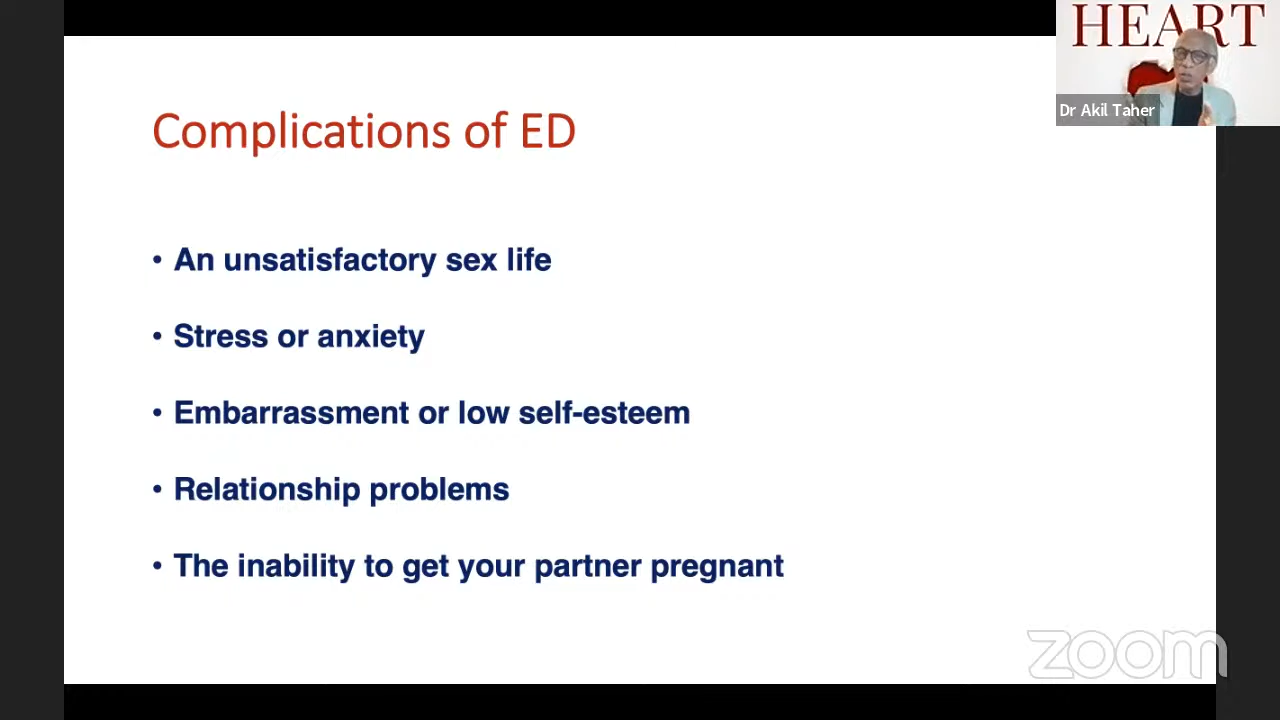 HEART
Dr Akil Taher
Complications of ED
• An unsatisfactory sex life
• Stress or anxiety
• Embarrassment or low self-esteem
• Relationship problems
• The inability to get your partner pregnant
zoom